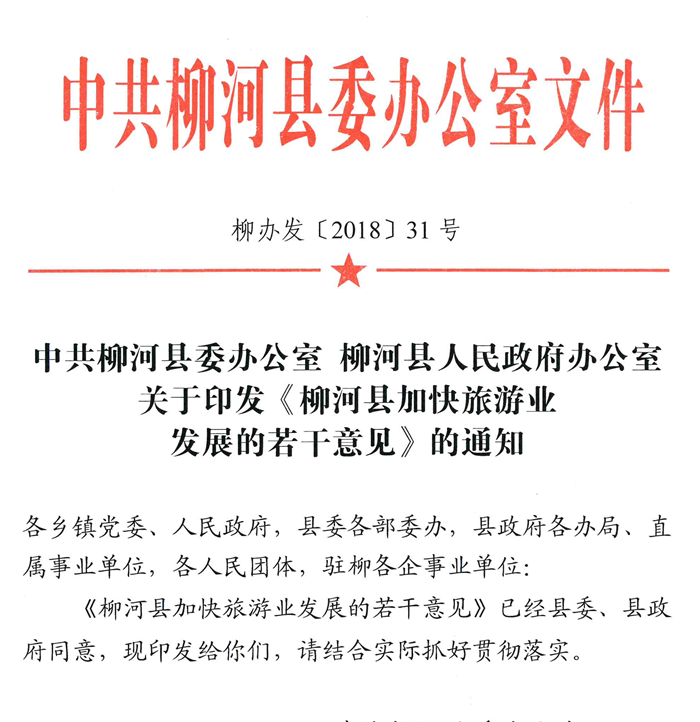 中共柳河县委办公室文件
柳办发〔2018〕31 号
中共柳河县委办公室 柳河县人民政府办公室
关于印发《柳河县加快旅游业
发展的若干意见》的通知
各乡镇党委、人民政府，县委各部委办，县政府各办局、直
属事业单位，各人民团体，驻柳各企事业单位：
《柳河县加快旅游业发展的若干意见》已经县委、县政
府同意，现印发给你们，请结合实际抓好贯彻落实。